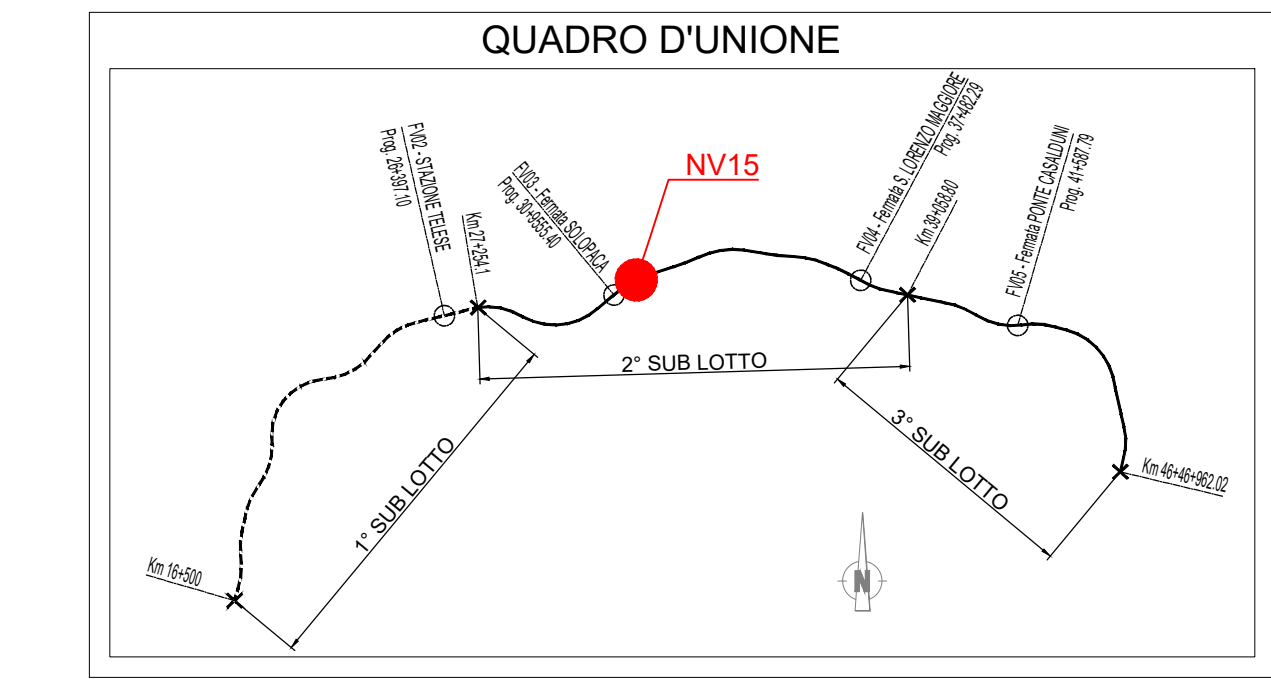 QUADRO D'UNIONE
FV02 - STAZIONE TELESE
Prog. 26+397.10
Km 27+254.1
FV03 - Fermata SOLOPACA
Prog. 30+9555.40
NV15
FV04 - Fermata S. LORENZO MAGGIORE
Prog. 37+482.29
Km 39+058.80
FV05 - Fermata PONTE CASALDUNI
Prog. 41+587.79
2° SUB LOTTO
1° SUB LOTTO
3° SUB LOTTO
Km 46+46+962.02
Km 16+500
N